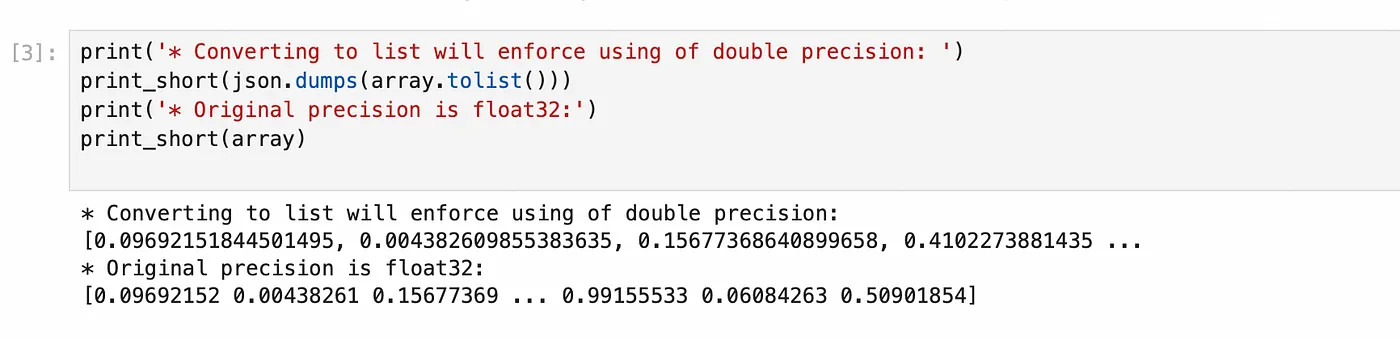 [3]:
print('* Converting to list will enforce using of double precision: ')
print_short(json.dumps(array.tolist()))
print('* Original precision is float32:')
print_short(array)
* Converting to list will enforce using of double precision:
[0.09692151844501495, 0.004382609855383635, 0.15677368640899658, 0.4102273881435 ...
* Original precision is float32:
[0.09692152 0.00438261 0.15677369 ... 0.99155533 0.06084263 0.50901854]